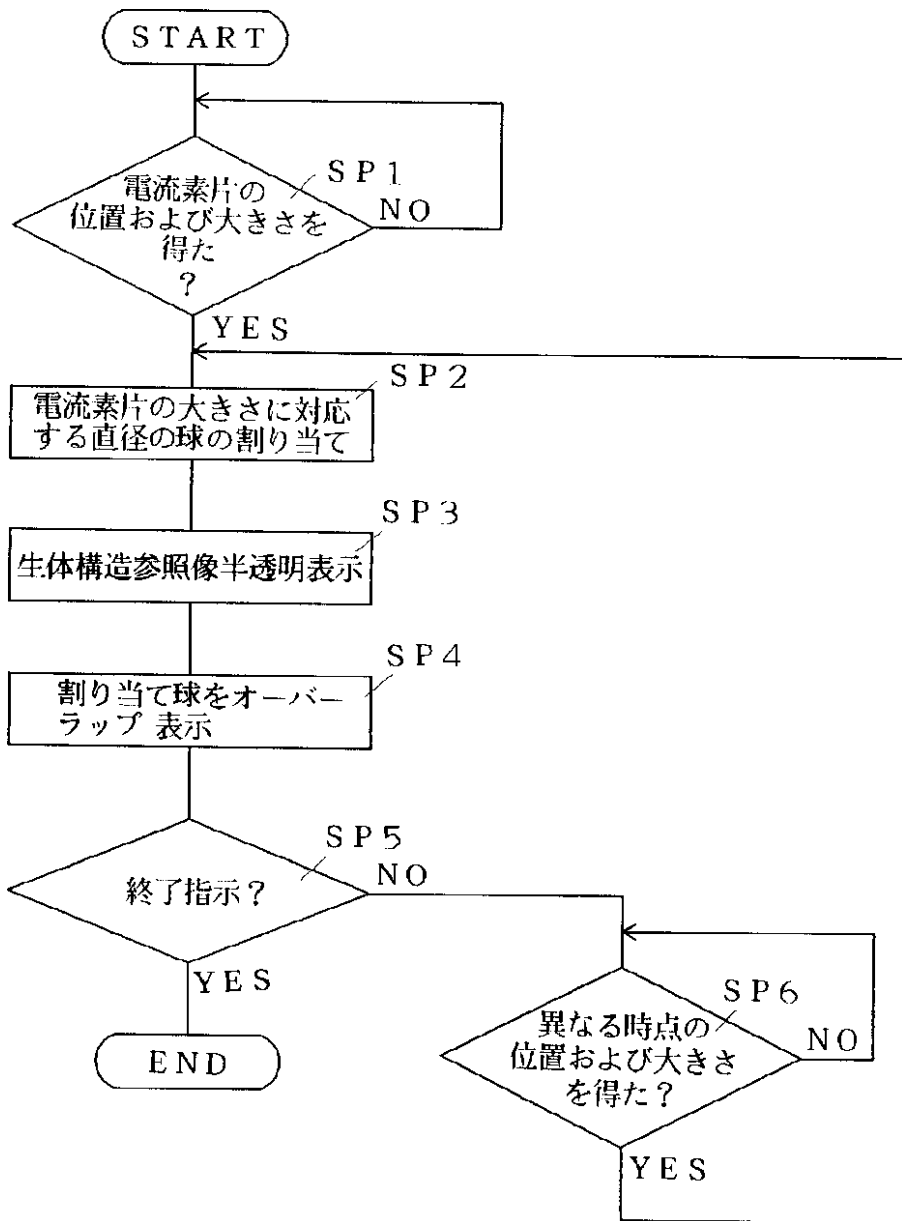 START
SP1
電流素片の
位置および大きさを
得た
?
NO
YES
SP2
電流素片の大きさに対応
する直径の球の割り当て
SP3
生体構造参照像半透明表示
SP4
割り当て球をオーバー
ラップ 表示
SP5
終了指示?
NO
YES
END
SP6
異なる時点の
位置および大きさ
を得た?
NO
YES